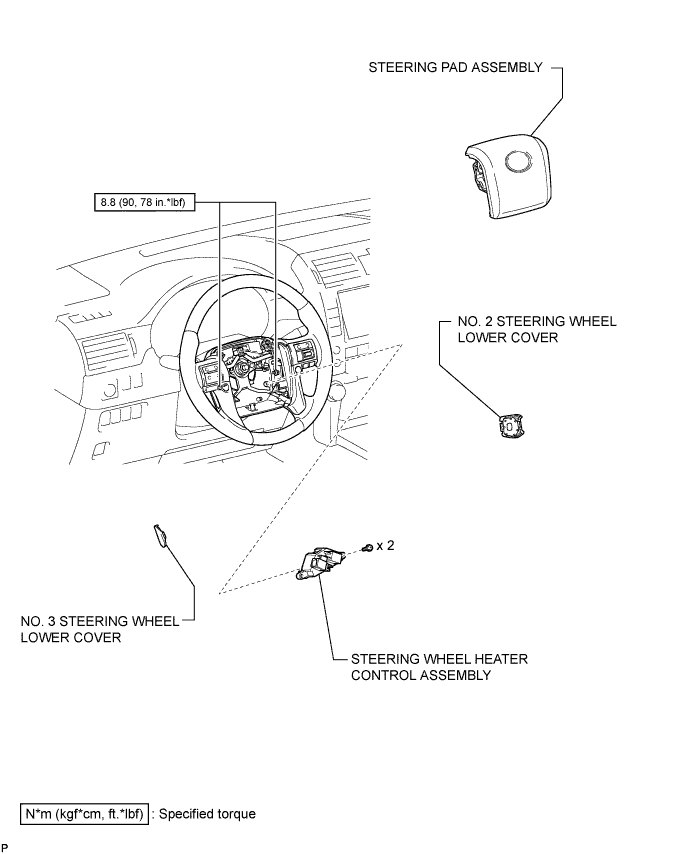 STEERING PAD ASSEMBLY
8.8 (90, 78 in.*lbf)
NO. 2 STEERING WHEEL
LOWER COVER
x 2
NO. 3 STEERING WHEEL
LOWER COVER
STEERING WHEEL HEATER
CONTROL ASSEMBLY
N*m (kgf*cm, ft.*lbf) : Specified torque
P